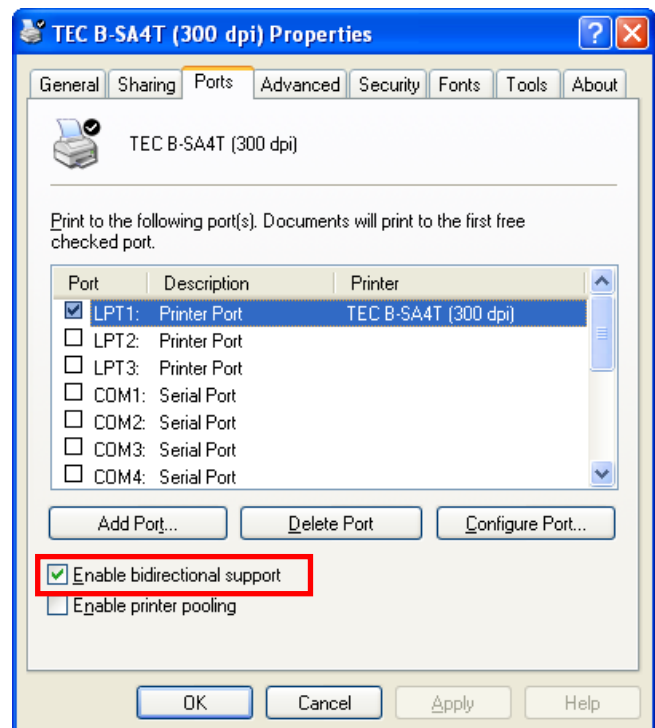 TEC B-SA4T (300 dpi) Properties
General Sharing Ports Advanced Security Fonts Tools About
TEC B-SA4T (300 dpi)
Print to the following port(s). Documents will print to the first free
checked port.
Port Description Printer
LPT1: Printer Port TEC B-SA4T (300 dpi)
LPT2: Printer Port
LPT3: Printer Port
COM1: Serial Port
COM2: Serial Port
COM3: Serial Port
COM4: Serial Port
Add Port... Delete Port Configure Port...
Enable bidirectional support
Enable printer pooling
OK Cancel Apply Help